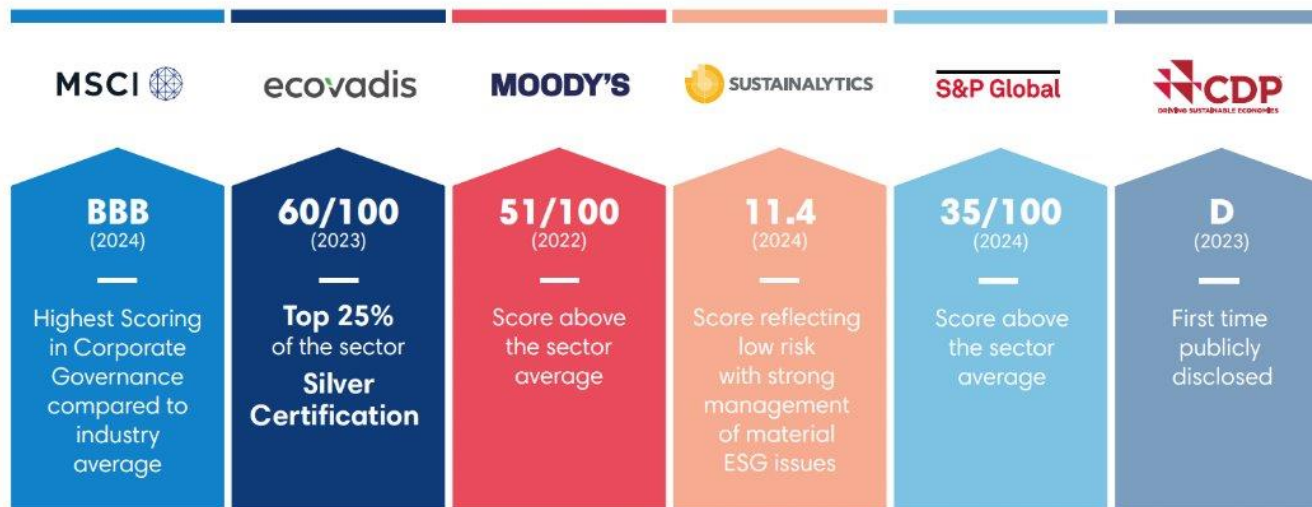 MSCI
ecovadis
MOODY'S
SUSTAINALYTICS
S&P Global
CDP
DRIVING SUSTAINABLE ECONOMIES
BBB
(2024)
Highest Scoring
in Corporate
Governance
compared to
industry
average
60/100
(2023)
Top 25%
of the sector
Silver
Certification
51/100
(2022)
Score above
the sector
average
11.4
(2024)
Score reflecting
low risk
with strong
management
of material
ESG issues
35/100
(2024)
Score above
the sector
average
D
(2023)
First time
publicly
disclosed